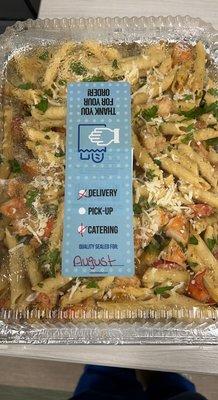 THANK YOU
FOR YOUR
ORDER
DELIVERY
PICK-UP
CATERING
QUALITY SEALED FOR:
August